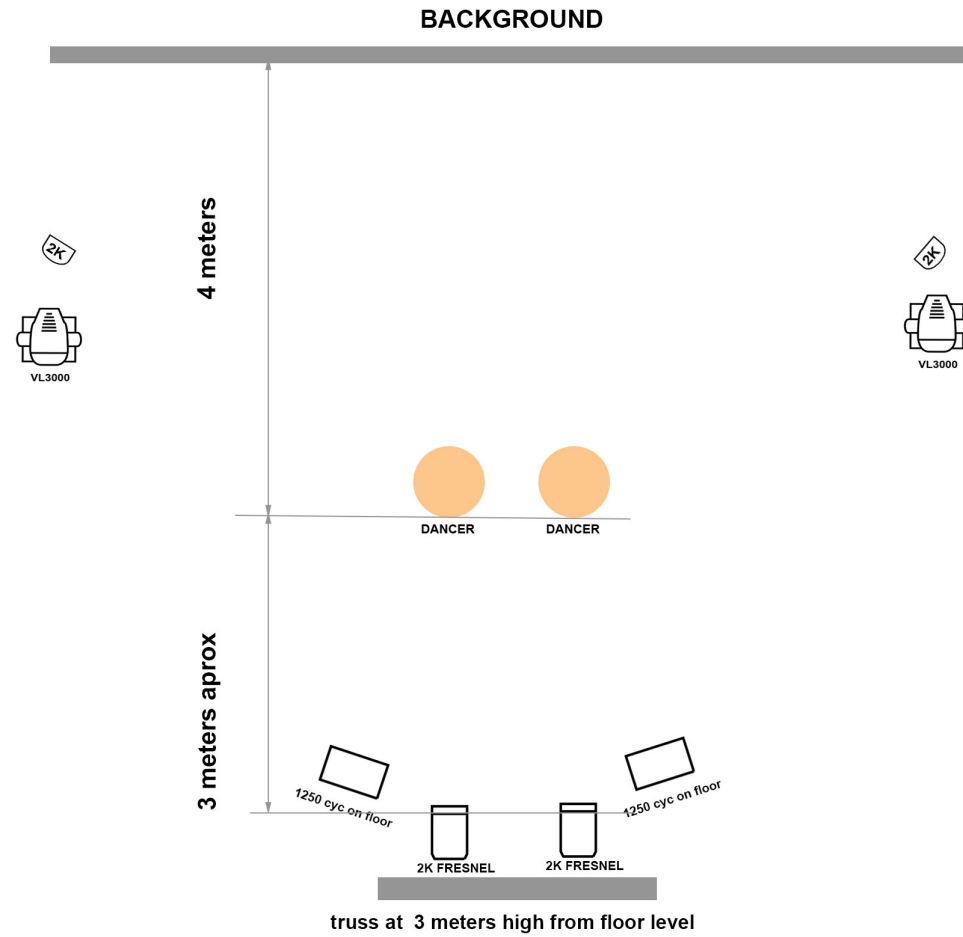 BACKGROUND
4 meters
2K
2K
VL3000
VL3000
DANCER
DANCER
3 meters aprox
1250 cyc on floor
1250 cyc on floor
2K FRESNEL
2K FRESNEL
truss at  3 meters high from floor level